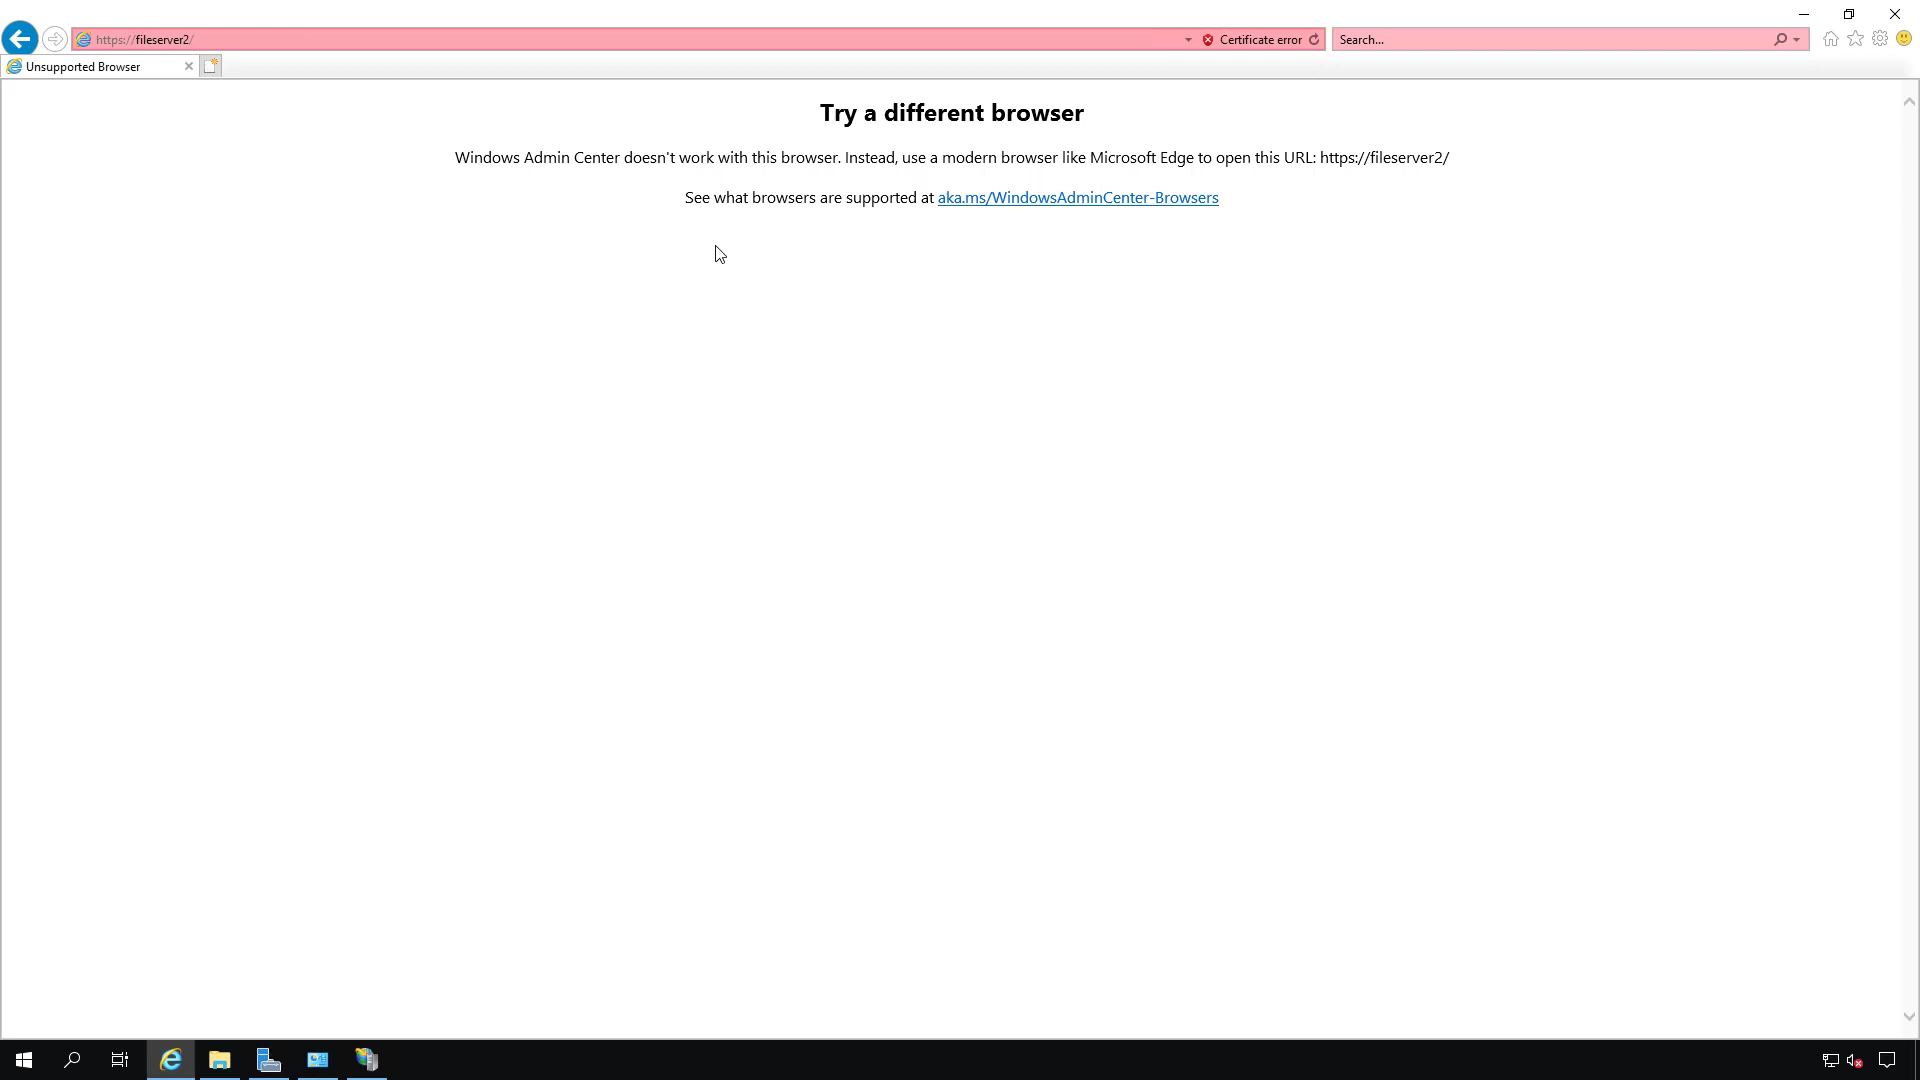 https://fileserver2/
Certificate error
Search...
Unsupported Browser
Try a different browser
Windows Admin Center doesn't work with this browser. Instead, use a modern browser like Microsoft Edge to open this URL: https://fileserver2/
See what browsers are supported at aka.ms/WindowsAdminCenter-Browsers